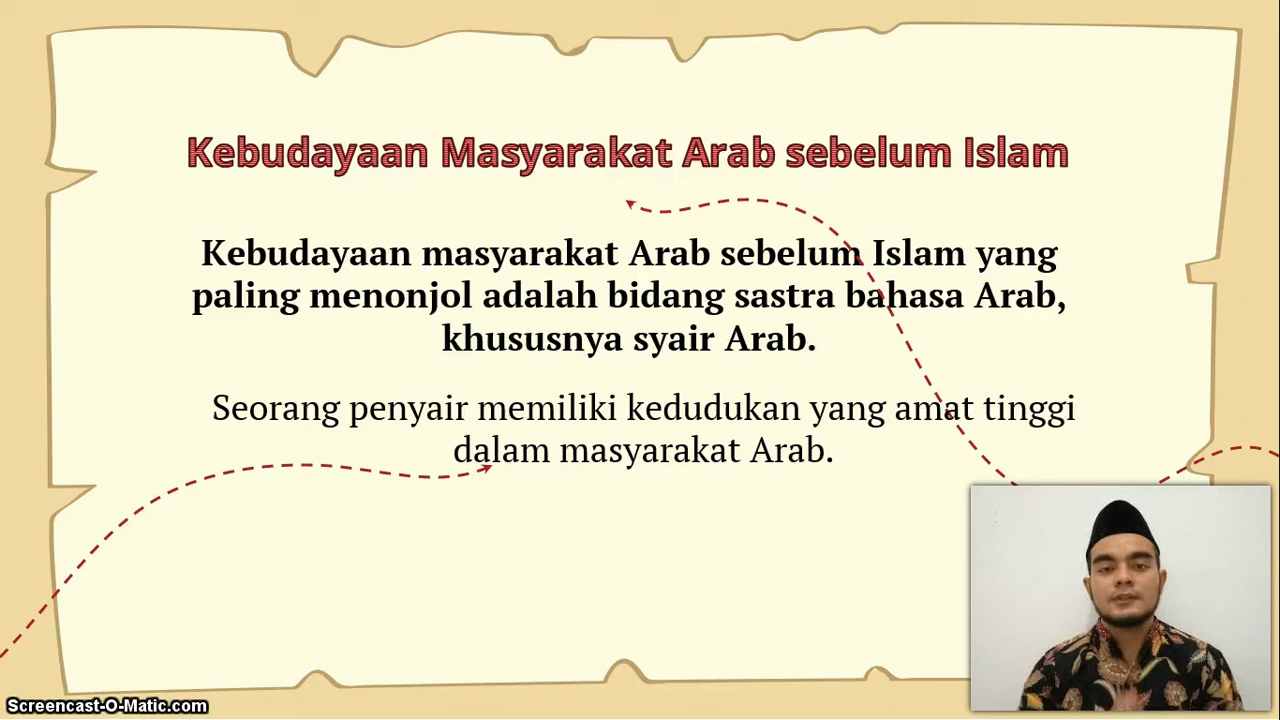 Kebudayaan Masyarakat Arab sebelum Islam
Kebudayaan masyarakat Arab sebelum Islam yang
paling menonjol adalah bidang sastra bahasa Arab,
khususnya syair Arab.
Seorang penyair memiliki kedudukan yang amat tinggi
dalam masyarakat Arab.
Screencast-O-Matic.com